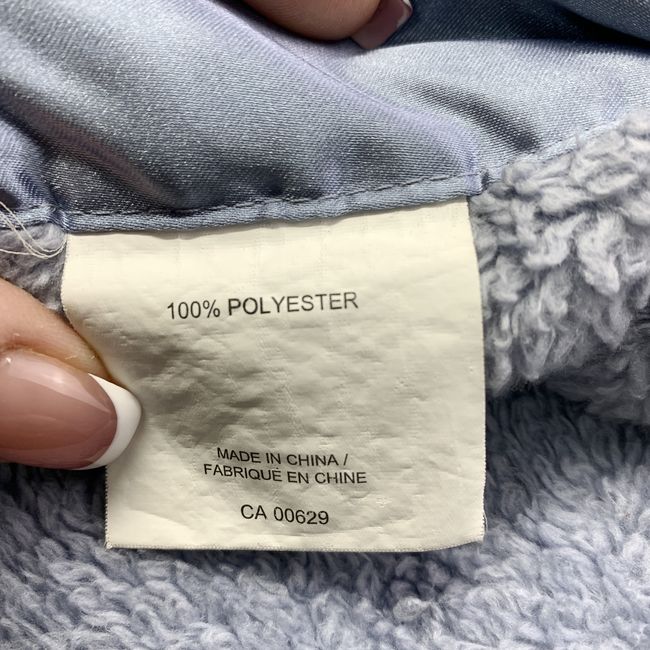 100% POLYESTER
MADE IN CHINA /
FABRIQUÉ EN CHINE
CA 00629